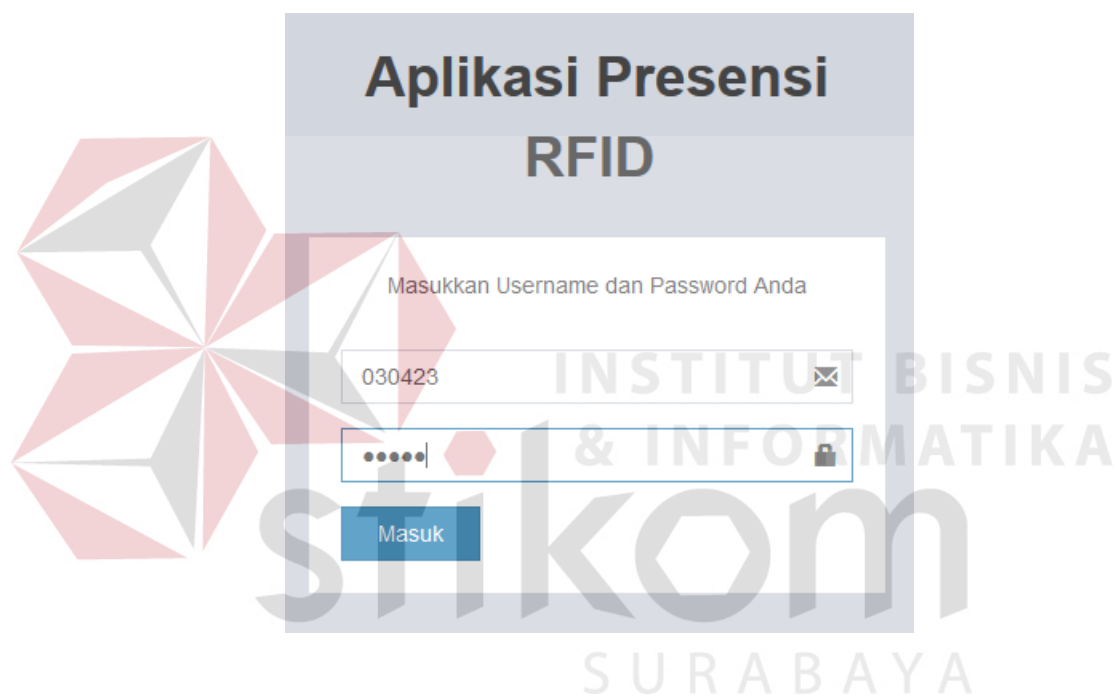 Aplikasi Presensi
RFID
Masukkan Username dan Password Anda
030423
•••••
Masuk
INSTITUT BISNIS
& INFORMATIKA
stikom
SURABAYA